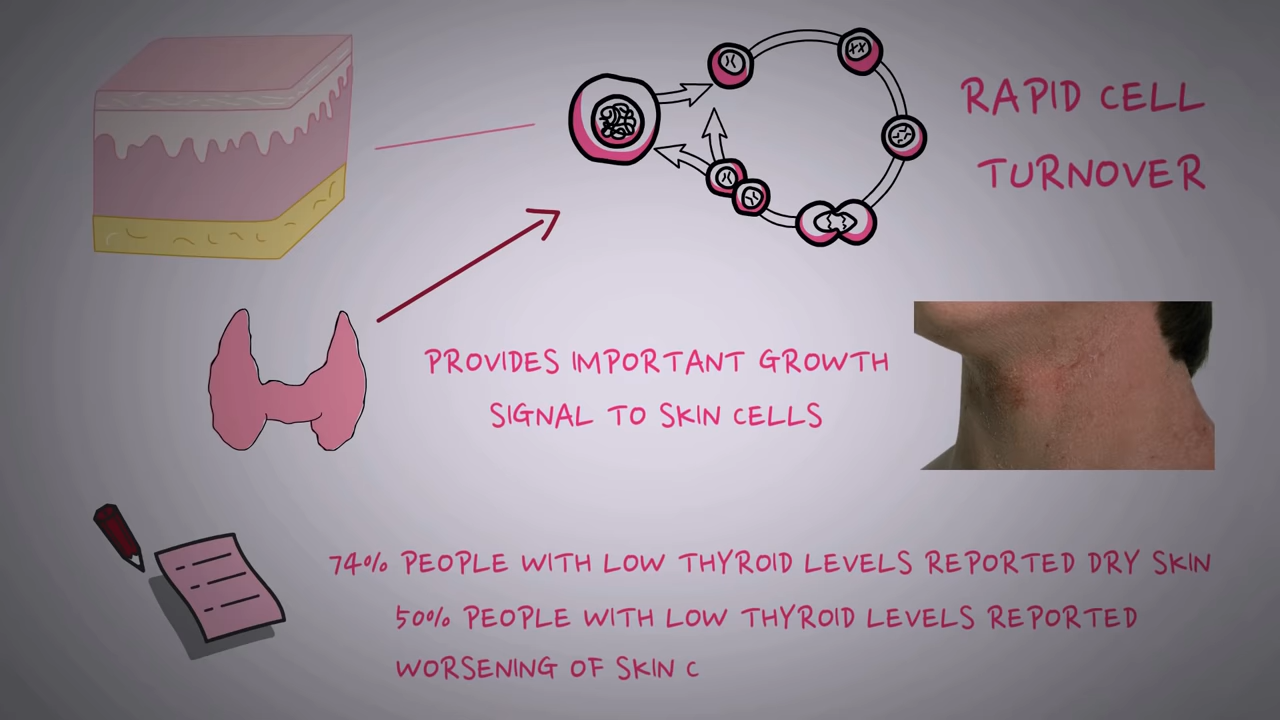 RAPID CELL
TURNOVER
PROVIDES IMPORTANT GROWTH
SIGNAL TO SKIN CELLS
74% PEOPLE WITH LOW THYROID LEVELS REPORTED DRY SKIN
50% PEOPLE WITH LOW THYROID LEVELS REPORTED
WORSENING OF SKIN C